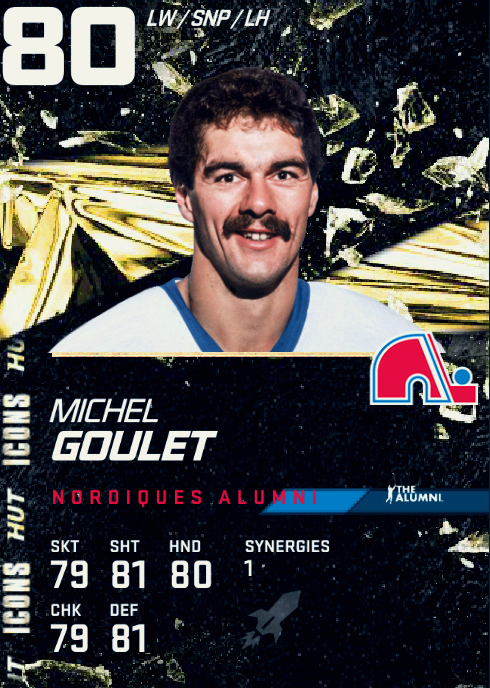 80
LW / SNP / LH
MICHEL
GOULET
NORDIQUES ALUMNI
THE
ALUMNI
SKT SHT HND SYNERGIES
79 81 80 1
CHK DEF
79 81
HUT ICONS HUT ICONS